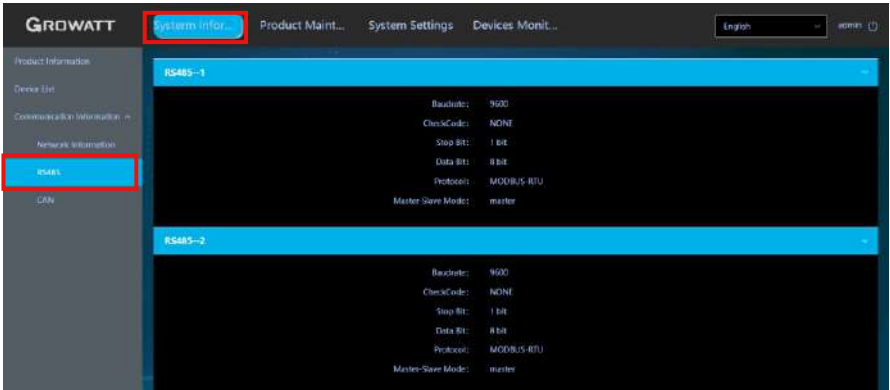 GROWATT
System Infor... Product Maint... System Settings Devices Monit... English admin
Product Information
Device List
Communication Information
Network Information
RS485
CAN
RS485--1
Baudrate: 9600
CheckCode: NONE
Stop Bit: 1 bit
Data Bit: 8 bit
Protocol: MODBUS-RTU
Master-Slave Mode: master
RS485--2
Baudrate: 9600
CheckCode: NONE
Stop Bit: 1 bit
Data Bit: 8 bit
Protocol: MODBUS-RTU
Master-Slave Mode: master